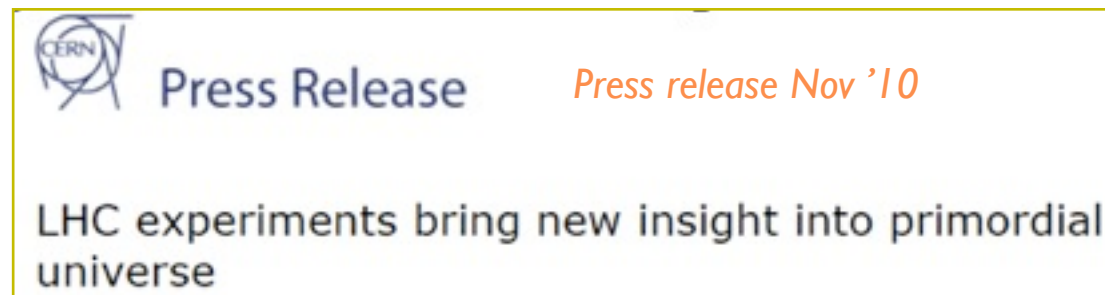 CERN
Press Release
Press release Nov ’10
LHC experiments bring new insight into primordial
universe